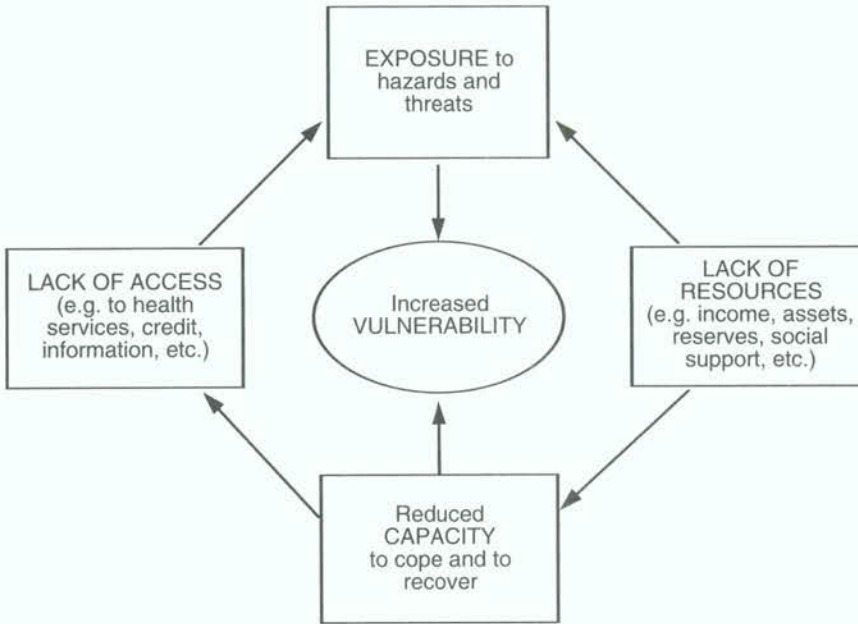 EXPOSURE to
hazards and
threats
LACK OF ACCESS
(e.g. to health
services, credit,
information, etc.)
Increased
VULNERABILITY
LACK OF
RESOURCES
(e.g. income, assets,
reserves, social
support, etc.)
Reduced
CAPACITY
to cope and to
recover